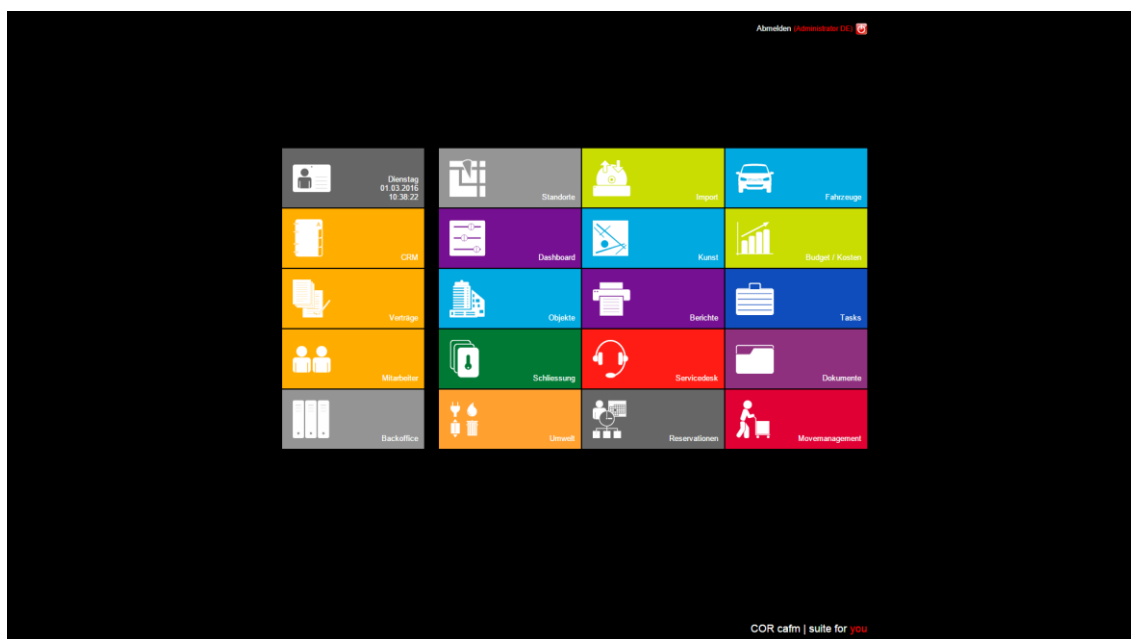 Abmelden (Administrator DE)
Dienstag
01.03.2016
10:38:22
Standorte
Import
Fahrzeuge
CRM
Dashboard
Kunst
Budget / Kosten
Verträge
Objekte
Berichte
Tasks
Mitarbeiter
Schliessung
Servicedesk
Dokumente
Backoffice
Umwelt
Reservationen
Movemanagement
COR cafm | suite for you